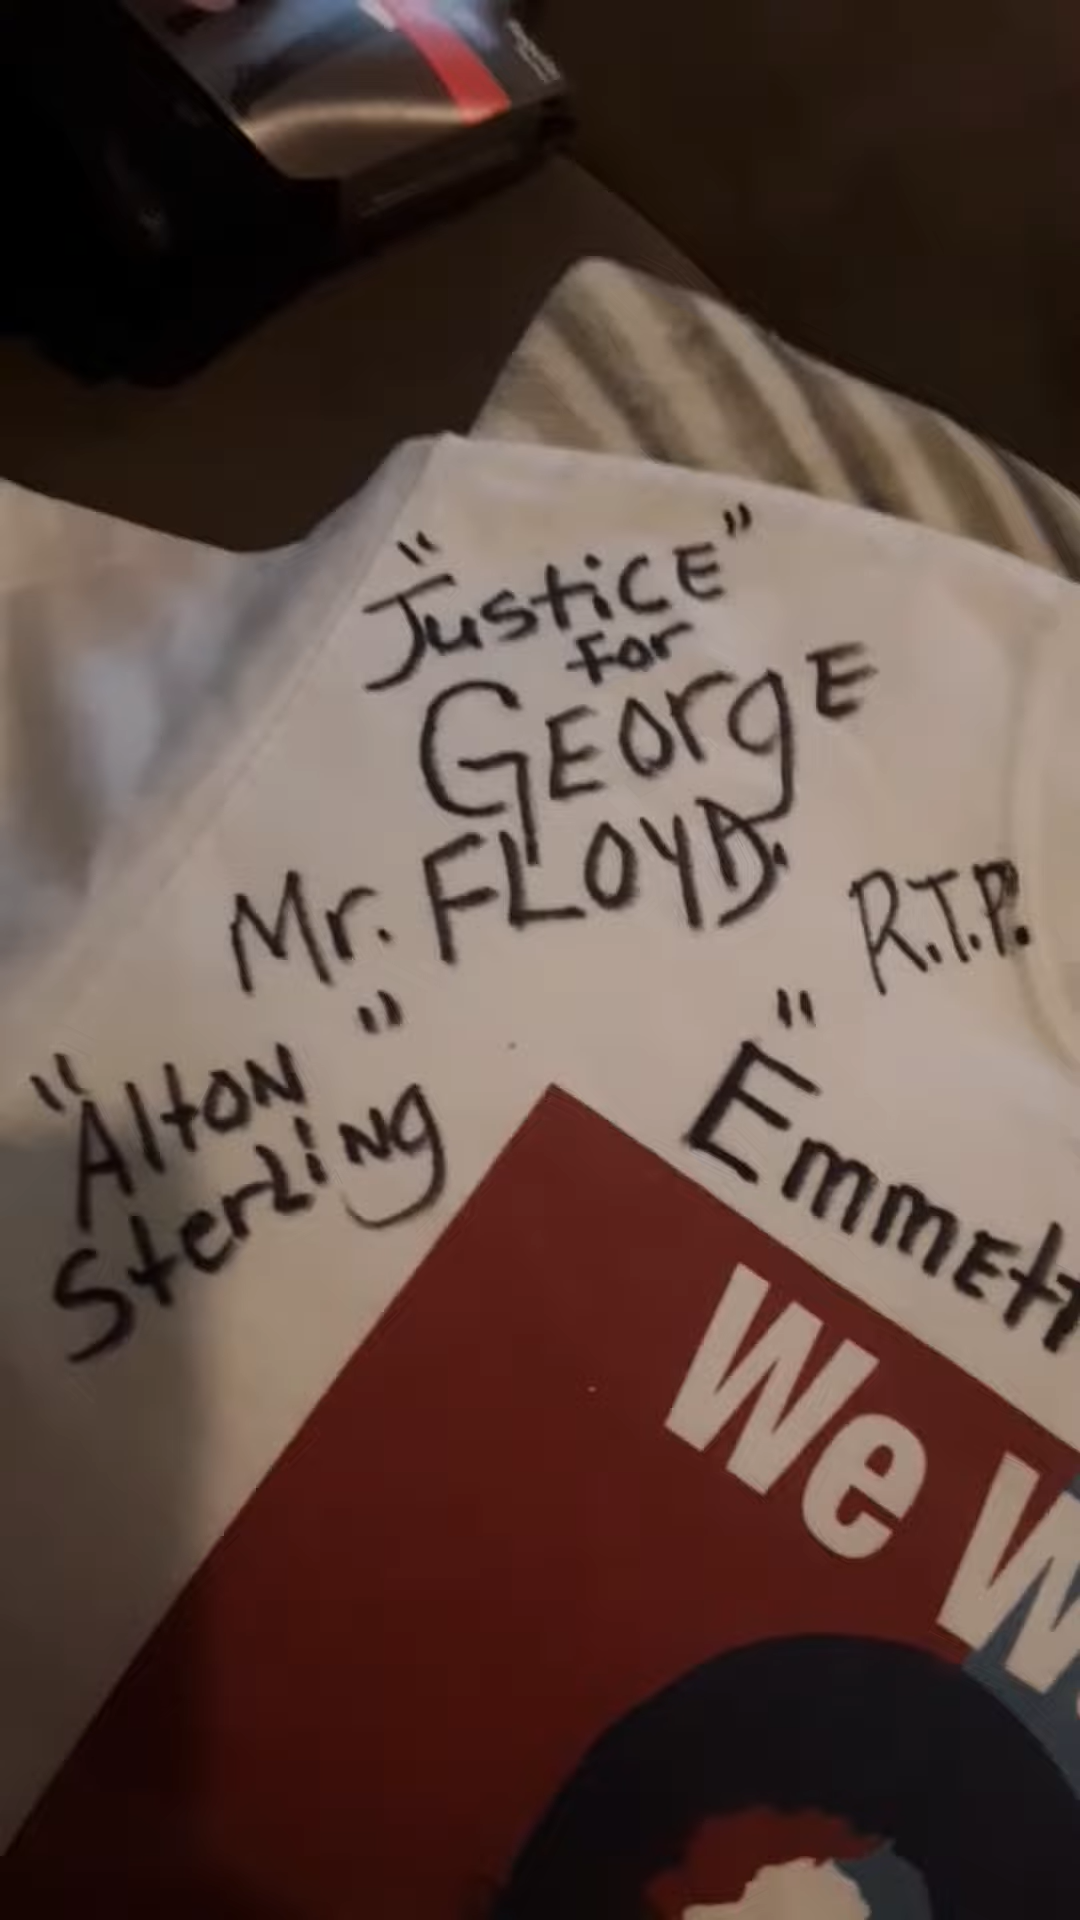 "Justice"
For
George
Mr. FLOYD.
R.I.P.
"Alton"
Sterling
"Emmett
We W